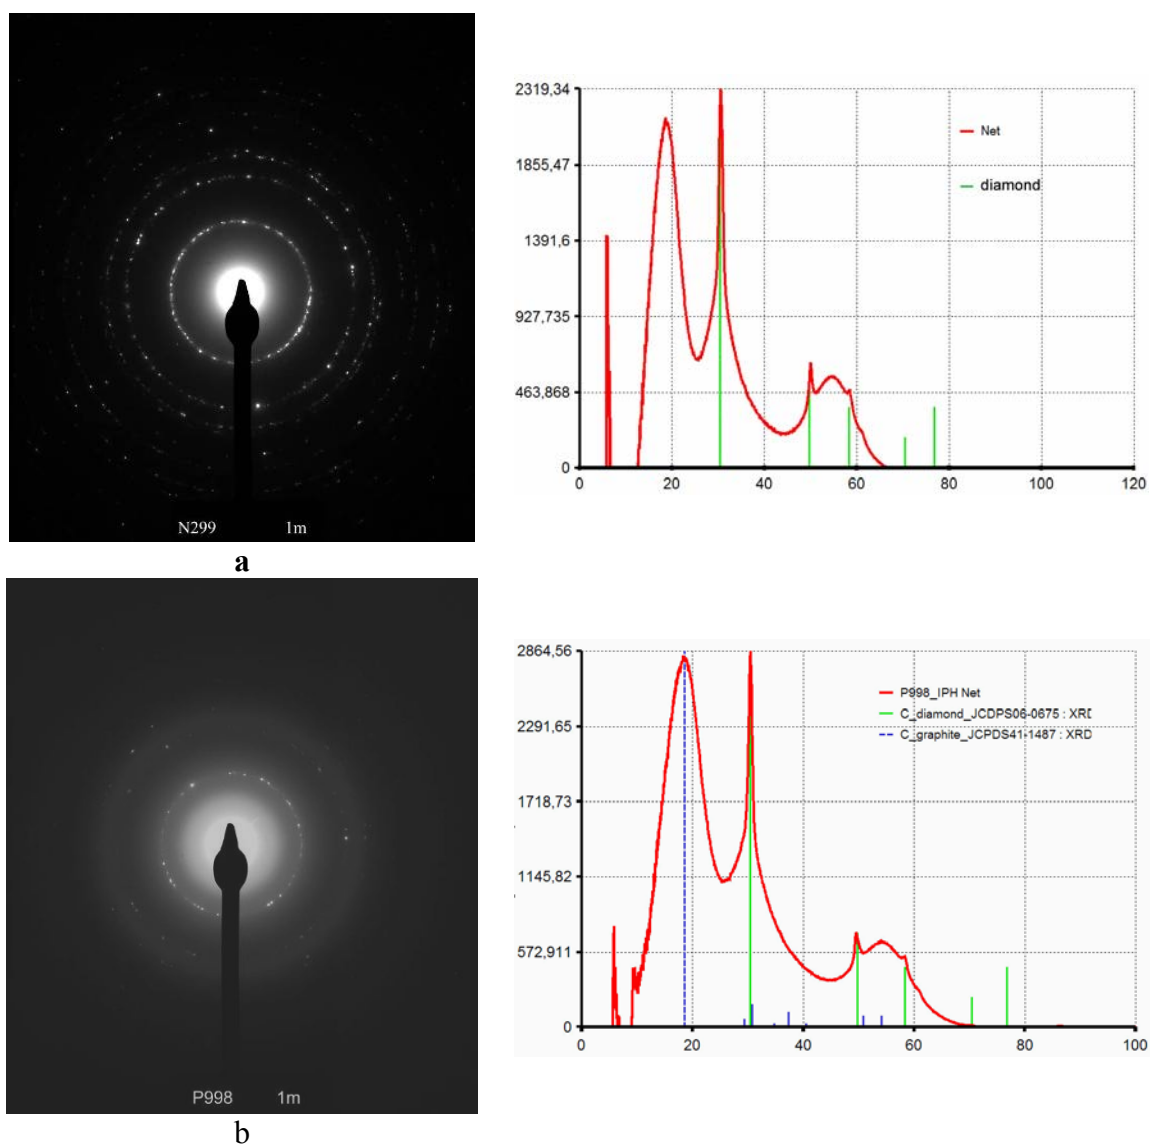 N299 1m
a
2319,34
1855,47
1391,6
927,735
463,868
0
0 20 40 60 80 100 120
Net
diamond
P998 1m
b
2864,56
2291,65
1718,73
1145,82
572,911
0
0 20 40 60 80 100
P998_IPH Net
C_diamond_JCDPS06-0675 : XRD
C_graphite_JCPDS41-1487 : XRD